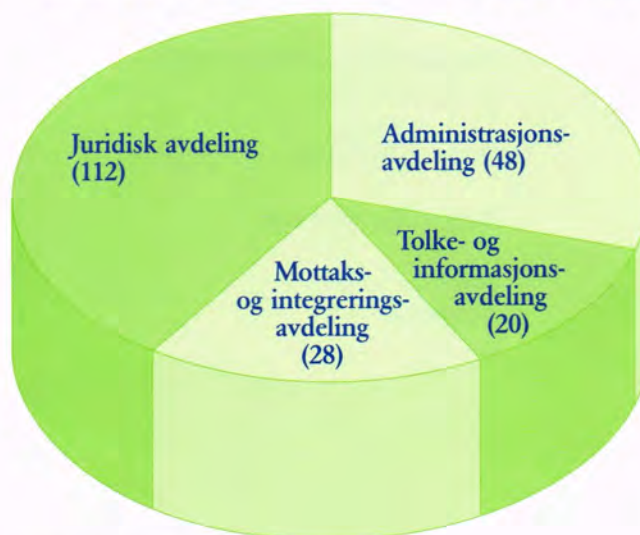 Juridisk avdeling
(112)
Administrasjons-
avdeling (48)
Tolke- og
informasjons-
avdeling
(20)
Mottaks-
og integrerings-
avdeling
(28)